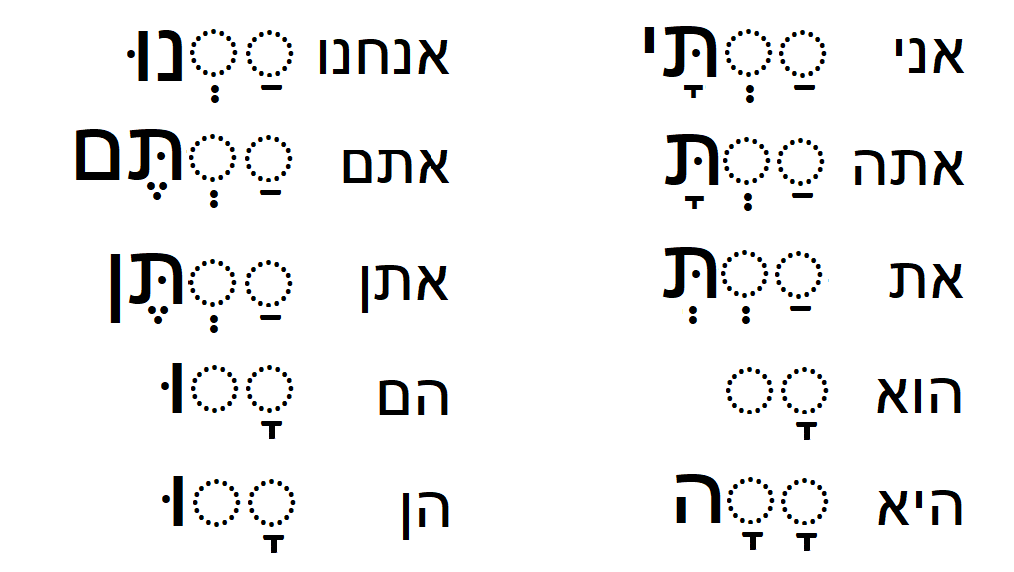 אני ◌ַ◌ְתָּי אנחנו ◌ַ◌ְנוּ
אתה ◌ַ◌ְתָּ אתם ◌ַ◌ְתֶּם
את ◌ַ◌ְתְּ אתן ◌ַ◌ְתֶּן
הוא ◌ָ◌ הם ◌ָ◌וּ
היא ◌ָ◌ָה הן ◌ָ◌וּ